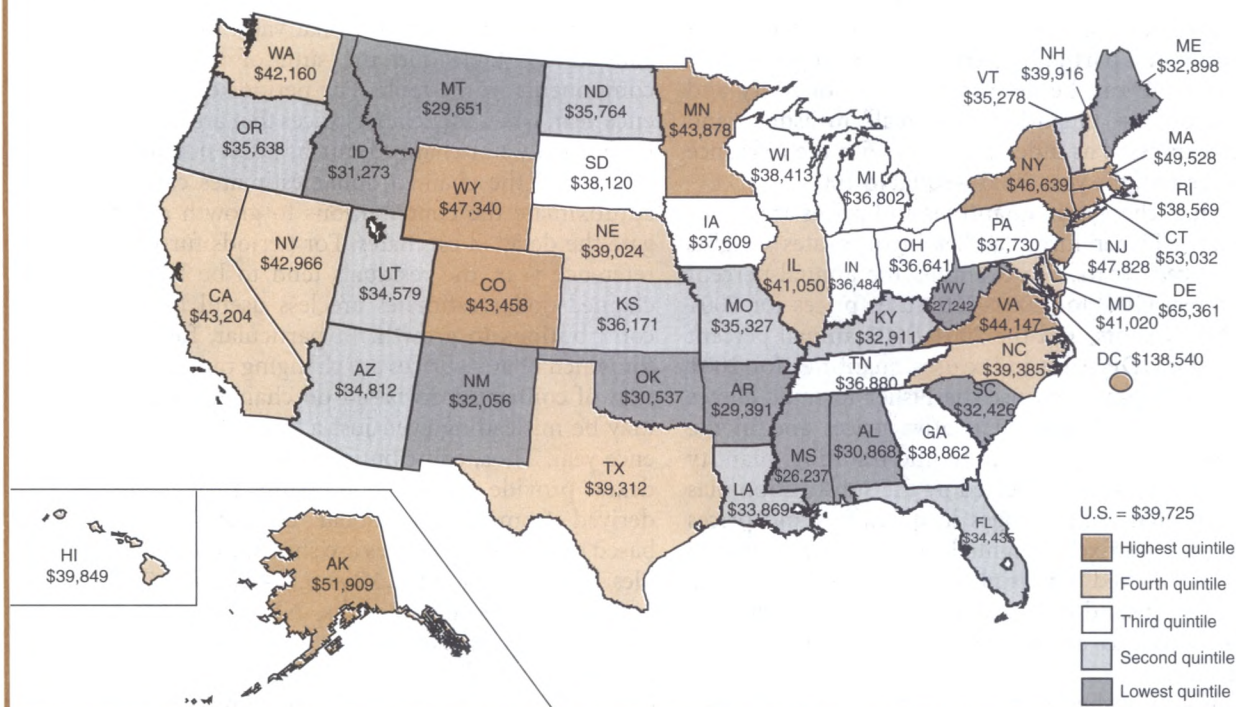 WA
$42,160
OR
$35,638
ID
$31,273
MT
$29,651
ND
$35,764
MN
$43,878
SD
$38,120
WY
$47,340
WI
$38,413
MI
$36,802
NH
$39,916
VT
$35,278
ME
$32,898
MA
$49,528
RI
$38,569
CT
$53,032
NY
$46,639
PA
$37,730
NJ
$47,828
DE
$65,361
MD
$41,020
DC $138,540
NV
$42,966
CA
$43,204
UT
$34,579
CO
$43,458
NE
$39,024
IA
$37,609
IL
$41,050
IN
$36,484
OH
$36,641
WV
$27,242
VA
$44,147
KS
$36,171
MO
$35,327
KY
$32,911
NC
$39,385
TN
$36,880
AZ
$34,812
NM
$32,056
OK
$30,537
AR
$29,391
SC
$32,426
MS
$26.237
AL
$30,868
GA
$38,862
TX
$39,312
LA
$33,869
FL
$34,435
HI
$39,849
AK
$51,909
U.S. = $39,725
Highest quintile
Fourth quintile
Third quintile
Second quintile
Lowest quintile